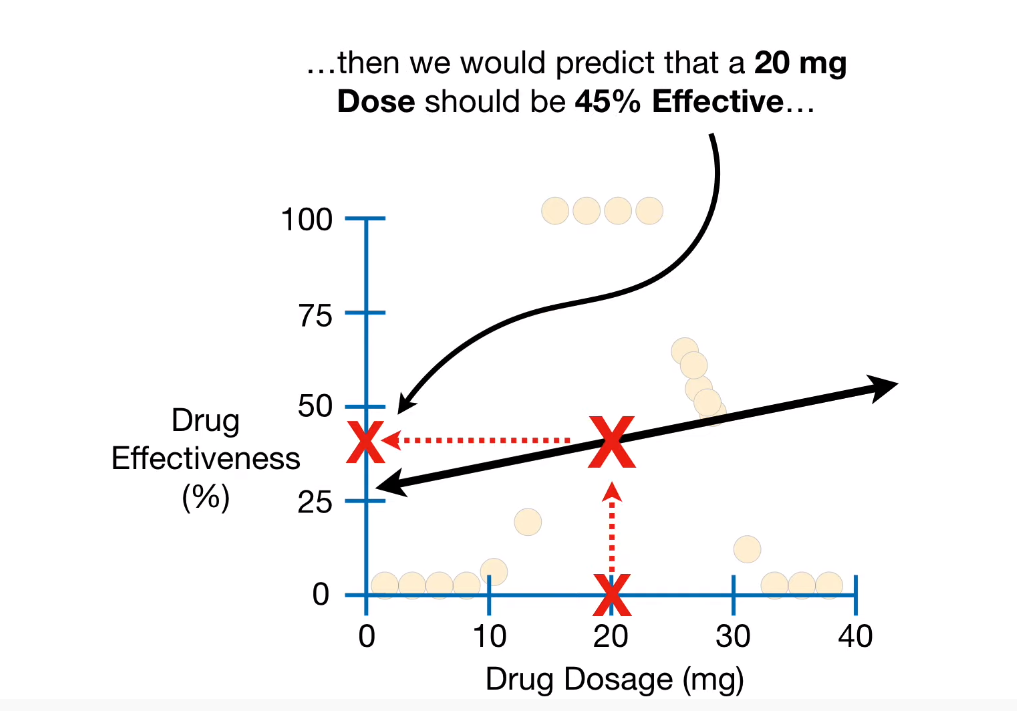 …then we would predict that a 20 mg
Dose should be 45% Effective…
100
75
50
Drug
Effectiveness
(%)
25
0
0 10 20 30 40
Drug Dosage (mg)